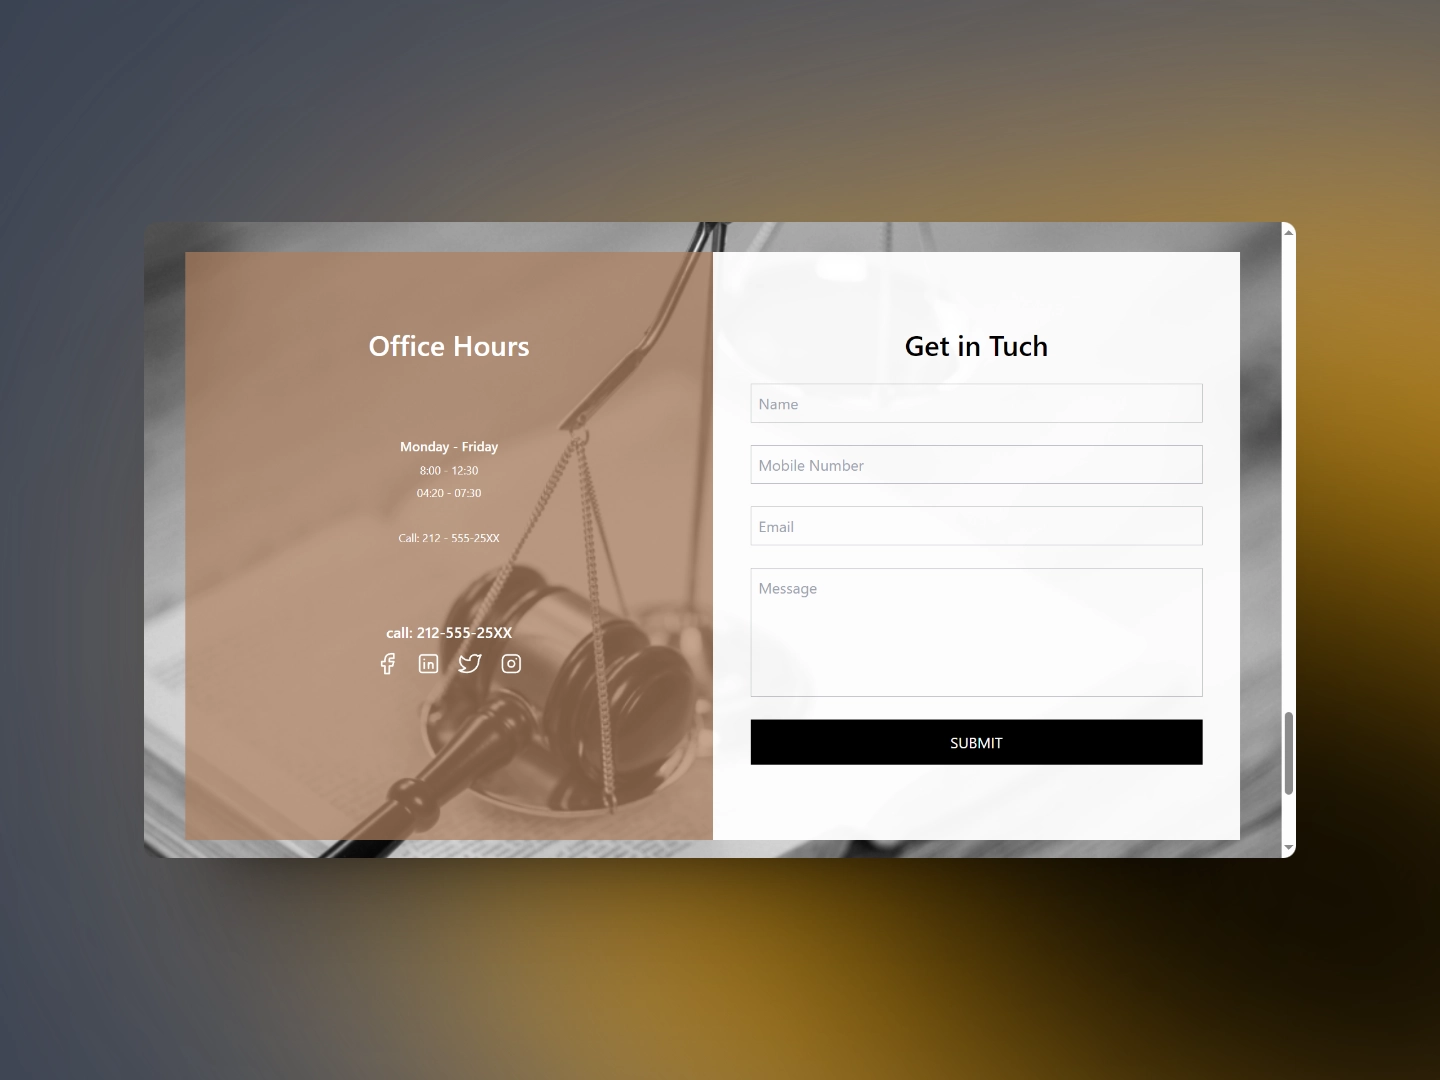 Office Hours
Monday - Friday
8:00 - 12:30
04:20 - 07:30
Call: 212 - 555-25XX
call: 212-555-25XX
Get in Tuch
Name
Mobile Number
Email
Message
SUBMIT